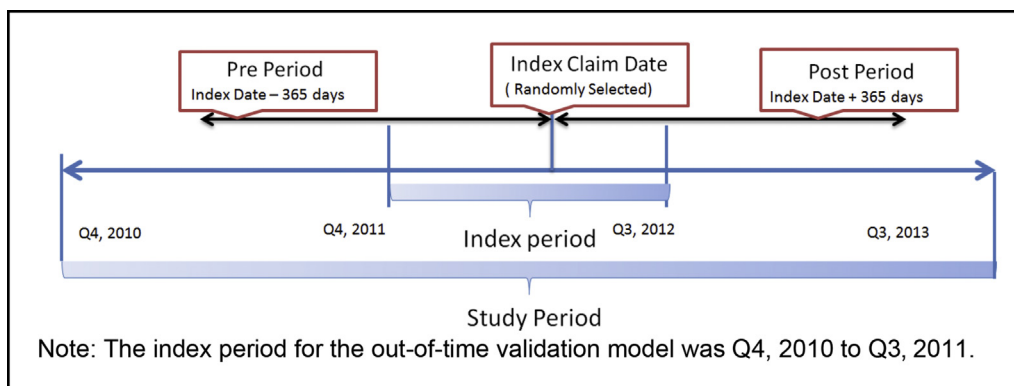 Pre Period
Index Date – 365 days
Index Claim Date
( Randomly Selected)
Post Period
Index Date + 365 days
Q4, 2010
Q4, 2011
Index period
Q3, 2012
Q3, 2013
Study Period
Note: The index period for the out-of-time validation model was Q4, 2010 to Q3, 2011.